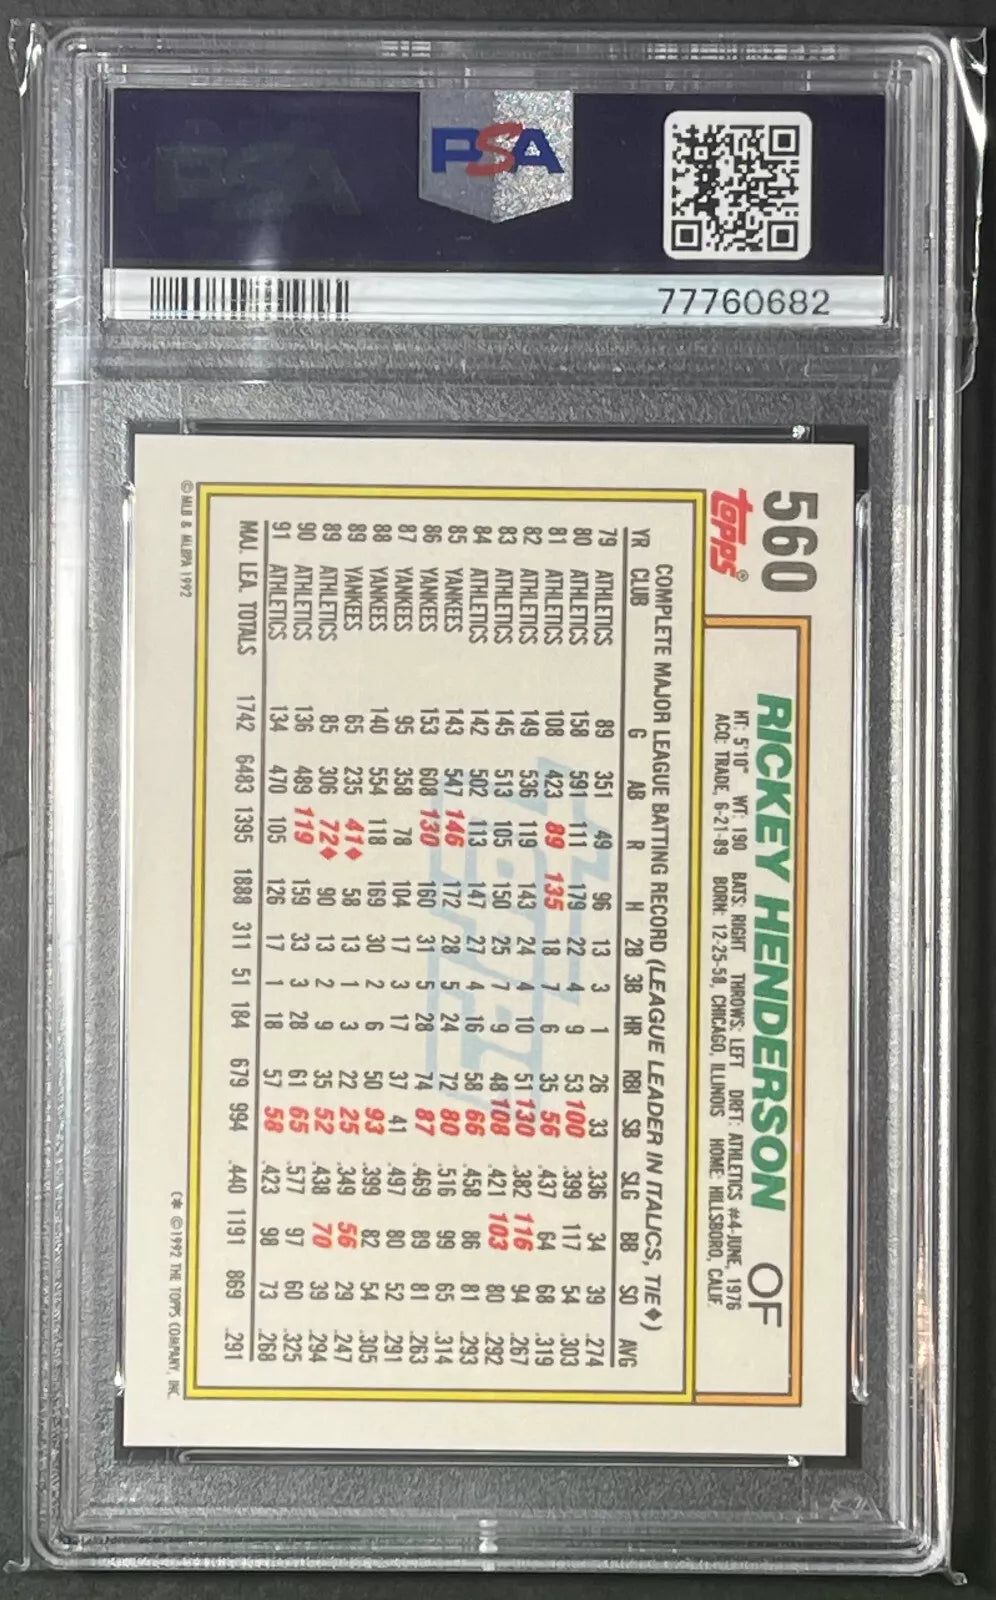 PSA
77760682
560
topps®
RICKEY HENDERSON OF
HT: 5'10" WT: 190 BATS: RIGHT THROWS: LEFT DRFT: ATHLETICS #4-JUNE, 1976
ACQ: TRADE, 6-21-89 BORN: 12-25-58, CHICAGO, ILLINOIS HOME: HILLSBORO, CALIF.
COMPLETE MAJOR LEAGUE BATTING RECORD (LEAGUE LEADER IN ITALICS, TIE♦)
YR CLUB G AB R H 2B 3B HR RBI SB SLG BB SO AVG
79 ATHLETICS 89 351 49 96 13 3 1 26 33 .336 34 39 .274
80 ATHLETICS 158 591 111 179 22 4 9 53 100 .399 117 54 .303
81 ATHLETICS 108 423 89 135 18 7 6 35 56 .437 64 68 .319
82 ATHLETICS 149 536 119 143 24 4 10 51 130 .382 116 94 .267
83 ATHLETICS 145 513 105 150 25 7 9 48 108 .421 103 80 .292
84 ATHLETICS 142 502 113 147 27 4 16 58 66 .458 86 81 .293
85 YANKEES 143 547 146 172 28 5 24 72 80 .516 99 65 .314
86 YANKEES 153 608 130 160 31 5 28 74 87 .469 89 81 .263
87 YANKEES 95 358 78 104 17 3 17 37 41 .497 80 52 .291
88 YANKEES 140 554 118 169 30 2 6 50 93 .399 82 54 .305
89 YANKEES 65 235 41♦ 58 13 1 3 22 25 .349 56 29 .247
89 ATHLETICS 85 306 72♦ 90 13 2 9 35 52 .438 70 39 .294
90 ATHLETICS 136 489 119 159 33 3 28 61 65 .577 97 60 .325
91 ATHLETICS 134 470 105 126 17 1 18 57 58 .423 98 73 .268
MAJ. LEA. TOTALS 1742 6483 1395 1888 311 51 184 679 994 .440 1191 869 .291
© MLB & MLBPA 1992
C* ©1992 THE TOPPS COMPANY, INC.